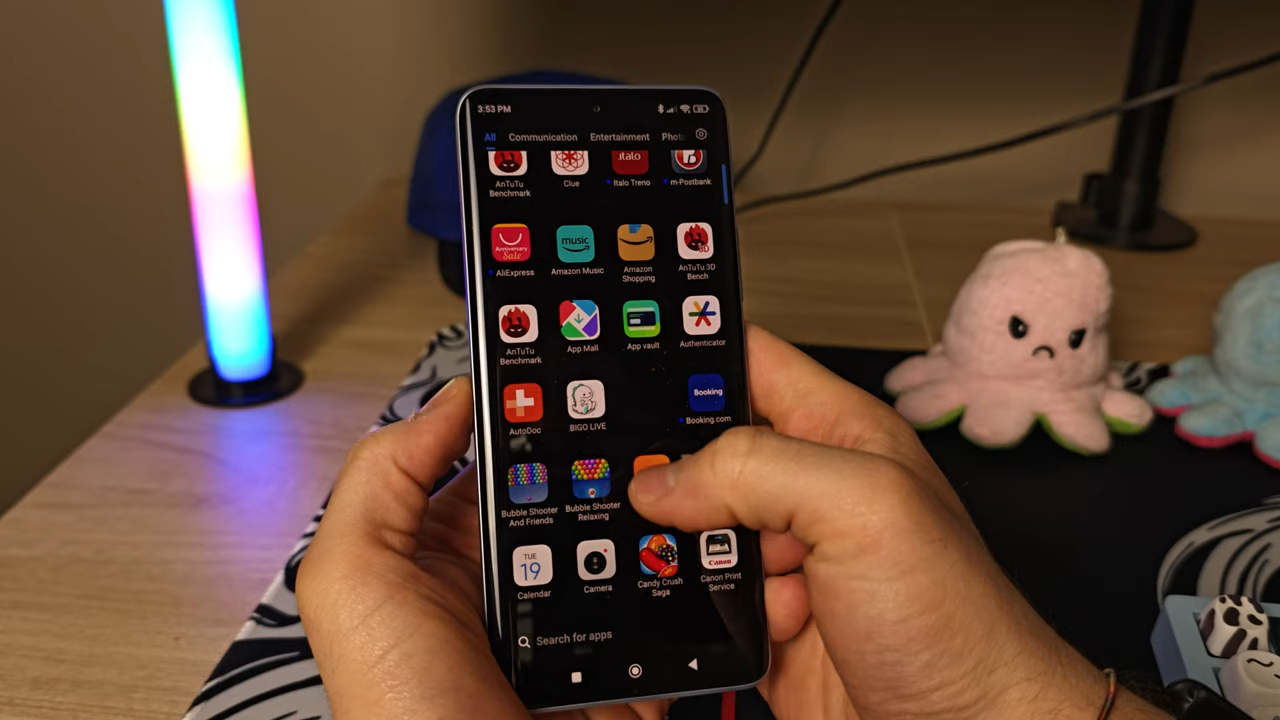 3:53 PM
All Communication Entertainment Phot
AnTuTu
Benchmark
Clue
italo
Italo Treno
m-Postbank
Anniversary
Sale
AliExpress
music
Amazon Music
Amazon
Shopping
3D
AnTuTu 3D
Bench
AnTuTu
Benchmark
App Mall
App vault
Authenticator
AutoDoc
BIGO LIVE
Booking
Booking.com
Bubble Shooter
And Friends
Bubble Shooter
Relaxing
TUE
19
Calendar
Camera
Candy Crush
Saga
Canon
Canon Print
Service
Search for apps